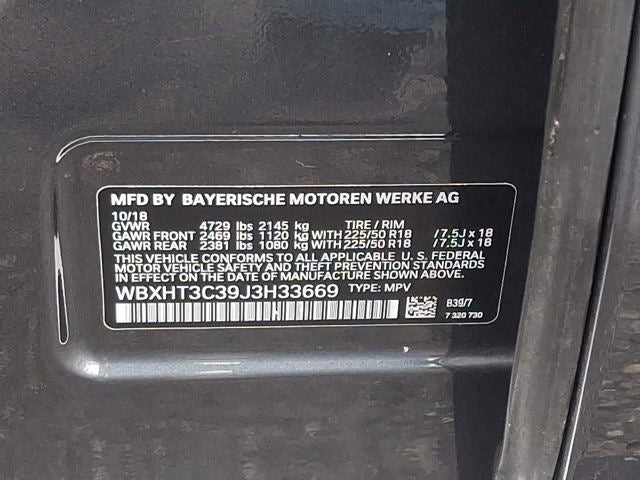 MFD BY BAYERISCHE MOTOREN WERKE AG
10/18
GVWR 4729 lbs 2145 kg TIRE / RIM
GAWR FRONT 2469 lbs 1120 kg WITH 225/50 R18 / 7.5J x 18
GAWR REAR 2381 lbs 1080 kg WITH 225/50 R18 / 7.5J x 18
THIS VEHICLE CONFORMS TO ALL APPLICABLE U. S. FEDERAL
MOTOR VEHICLE SAFETY STANDARDS IN
EFFECT ON THE DATE OF MANUFACTURE SHOWN ABOVE.
WBXHT3C39J3H33669 TYPE: MPV
B39/7
7 320 730